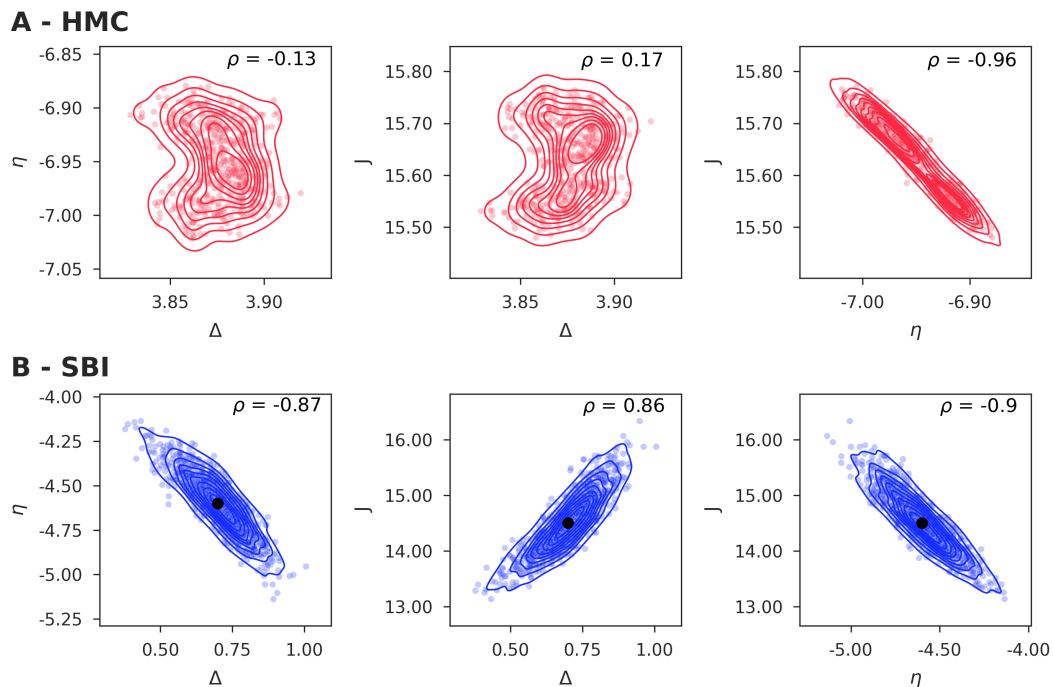 A - HMC
ρ = -0.13
-6.85
-6.90
-6.95
-7.00
-7.05
η
3.85
3.90
Δ
ρ = 0.17
15.80
15.70
15.60
15.50
J
3.85
3.90
Δ
ρ = -0.96
15.80
15.70
15.60
15.50
J
-7.00
-6.90
η
B - SBI
ρ = -0.87
-4.00
-4.25
-4.50
-4.75
-5.00
-5.25
η
0.50
0.75
1.00
Δ
ρ = 0.86
16.00
15.00
14.00
13.00
J
0.50
0.75
1.00
Δ
ρ = -0.9
16.00
15.00
14.00
13.00
J
-5.00
-4.50
-4.00
η